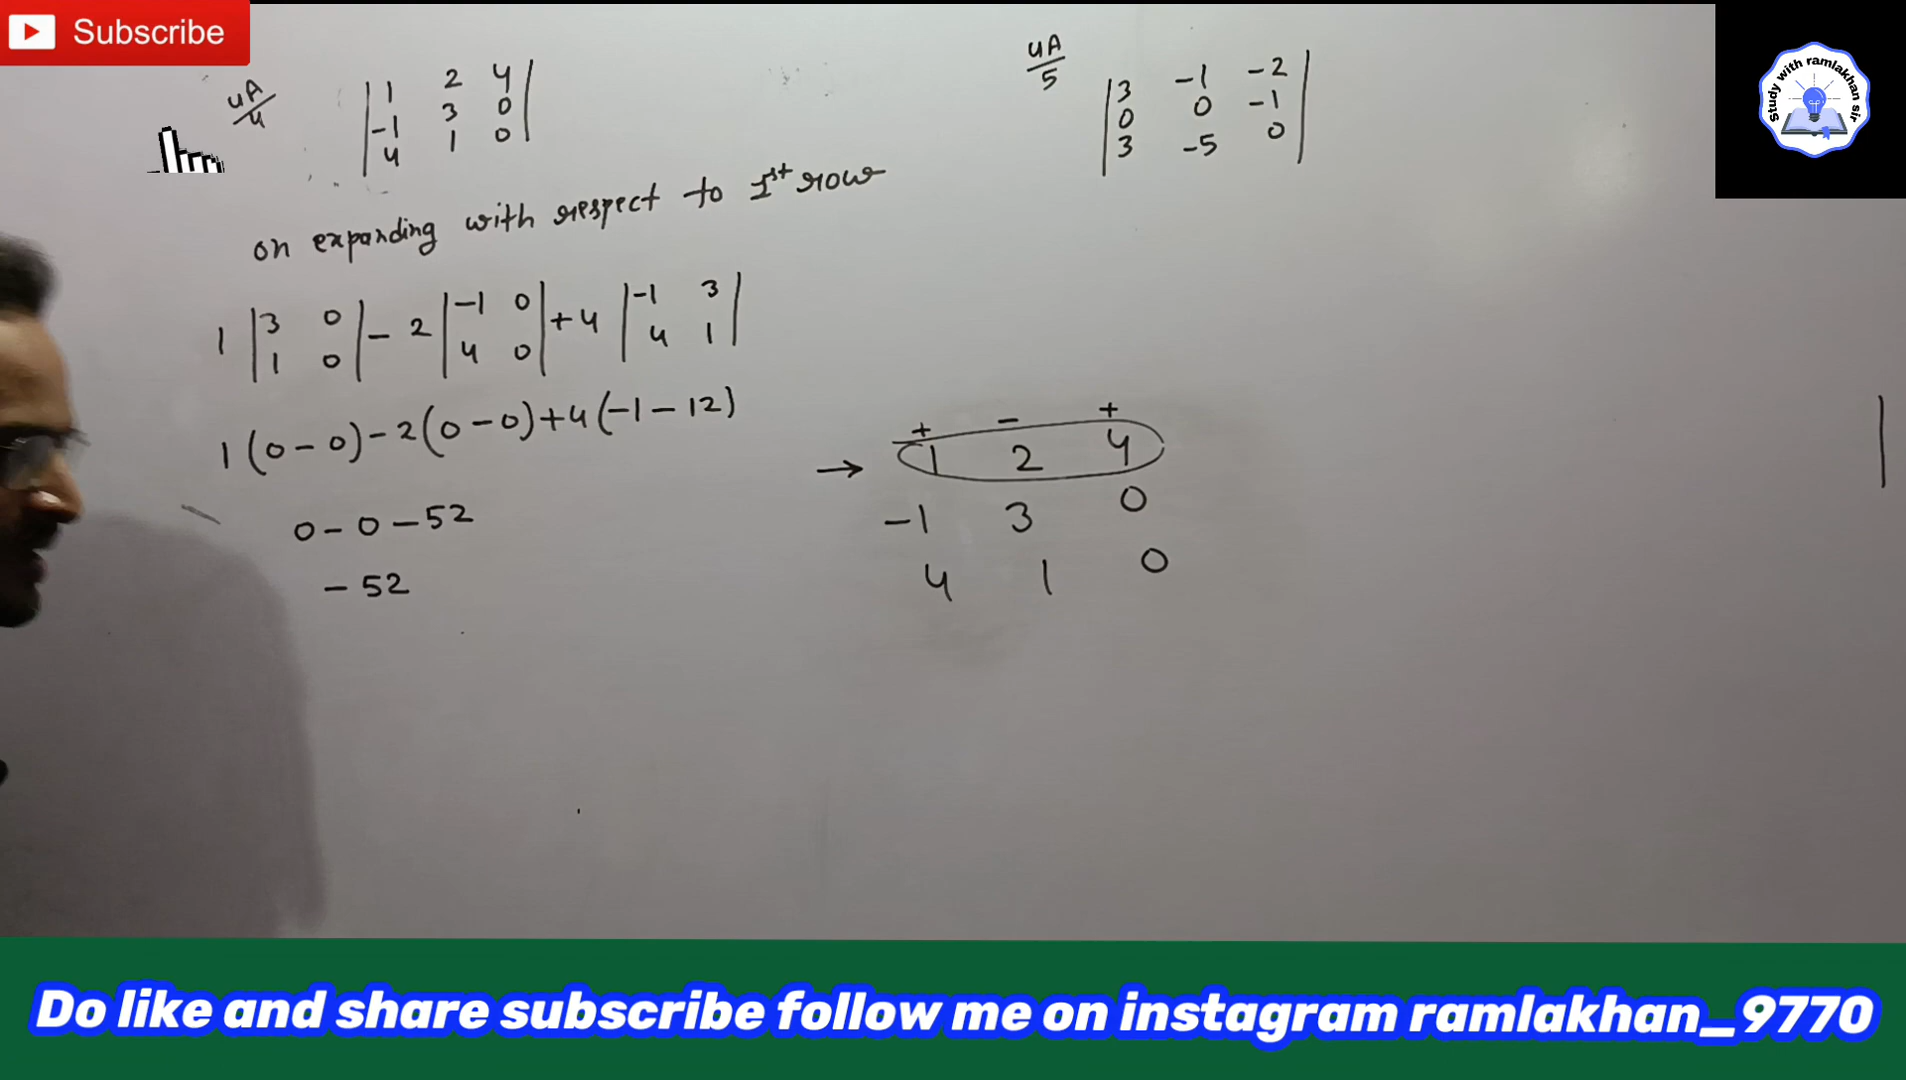 Subscribe
4A/4
| 1 2 4 |
| -1 3 0 |
| 4 1 0 |
on expanding with respect to 1st row
1 | 3 0 | - 2 | -1 0 | + 4 | -1 3 |
| 1 0 | | 4 0 | | 4 1 |
1 (0 - 0) - 2 (0 - 0) + 4 (-1 - 12)
0 - 0 - 52
- 52
4A/5
| 3 -1 -2 |
| 0 0 -1 |
| 3 -5 0 |
+ - +
→ 1 2 4
-1 3 0
4 1 0
Study with ramlakhan sir
Do like and share subscribe follow me on instagram ramlakhan_9770